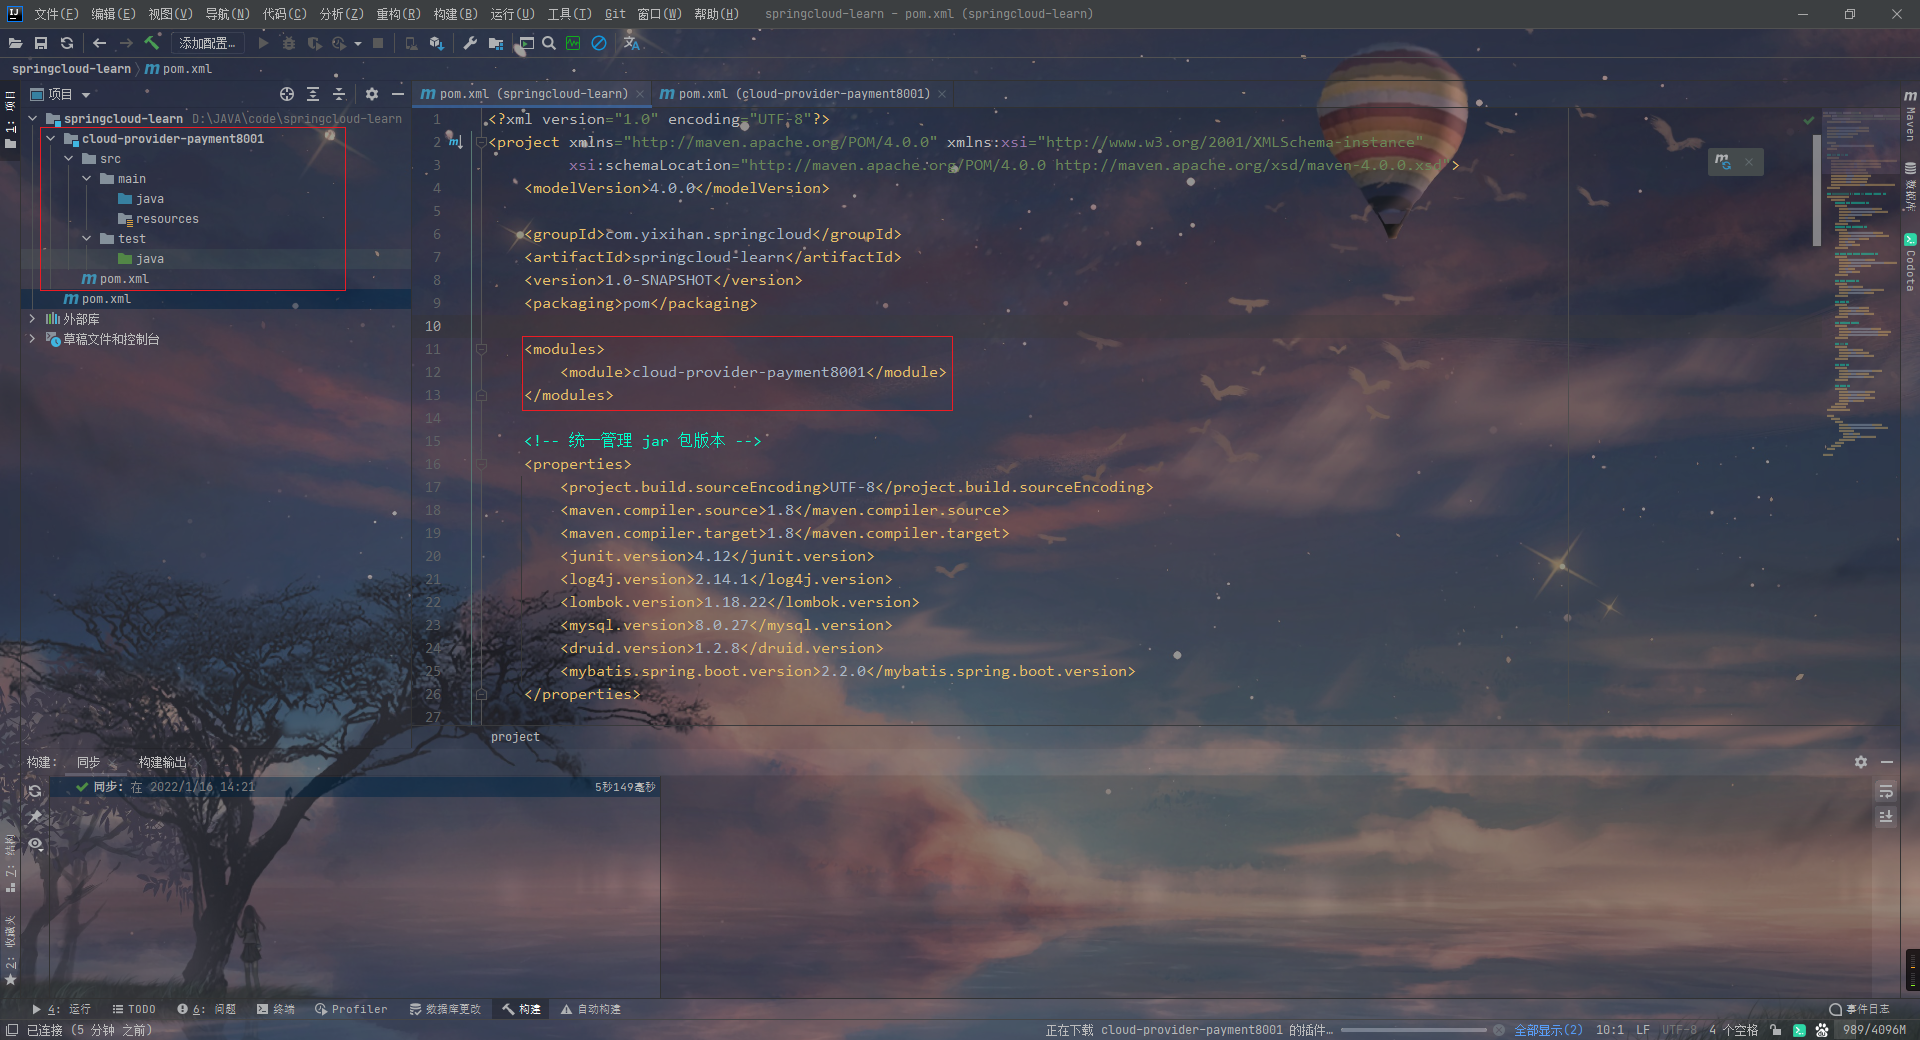 文件(F) 编辑(E) 视图(V) 导航(N) 代码(C) 分析(Z) 重构(R) 构建(B) 运行(U) 工具(T) Git 窗口(W) 帮助(H) springcloud-learn - pom.xml (springcloud-learn)
添加配置...
springcloud-learn pom.xml
项目
pom.xml (springcloud-learn) pom.xml (cloud-provider-payment8001)
springcloud-learn D:\JAVA\code\springcloud-learn
cloud-provider-payment8001
src
main
java
resources
test
java
pom.xml
pom.xml
外部库
草稿文件和控制台
1 <?xml version="1.0" encoding="UTF-8"?>
2 <project xmlns="http://maven.apache.org/POM/4.0.0" xmlns:xsi="http://www.w3.org/2001/XMLSchema-instance"
3 xsi:schemaLocation="http://maven.apache.org/POM/4.0.0 http://maven.apache.org/xsd/maven-4.0.0.xsd">
4 <modelVersion>4.0.0</modelVersion>
5
6 <groupId>com.yixihan.springcloud</groupId>
7 <artifactId>springcloud-learn</artifactId>
8 <version>1.0-SNAPSHOT</version>
9 <packaging>pom</packaging>
10
11 <modules>
12 <module>cloud-provider-payment8001</module>
13 </modules>
14
15 <!-- 统一管理 jar 包版本 -->
16 <properties>
17 <project.build.sourceEncoding>UTF-8</project.build.sourceEncoding>
18 <maven.compiler.source>1.8</maven.compiler.source>
19 <maven.compiler.target>1.8</maven.compiler.target>
20 <junit.version>4.12</junit.version>
21 <log4j.version>2.14.1</log4j.version>
22 <lombok.version>1.18.22</lombok.version>
23 <mysql.version>8.0.27</mysql.version>
24 <druid.version>1.2.8</druid.version>
25 <mybatis.spring.boot.version>2.2.0</mybatis.spring.boot.version>
26 </properties>
27
project
1: 项目
Maven
数据库
Codota
构建: 同步 构建输出
同步: 在 2022/1/16 14:21 5秒149毫秒
7: 结构
2: 收藏夹
4: 运行 TODO 6: 问题 终端 Profiler 数据库更改 构建 自动构建 事件日志
已连接 (5 分钟 之前) 正在下载 cloud-provider-payment8001 的插件... 全部显示(2) 10:1 LF UTF-8 4 个空格 989/4096M